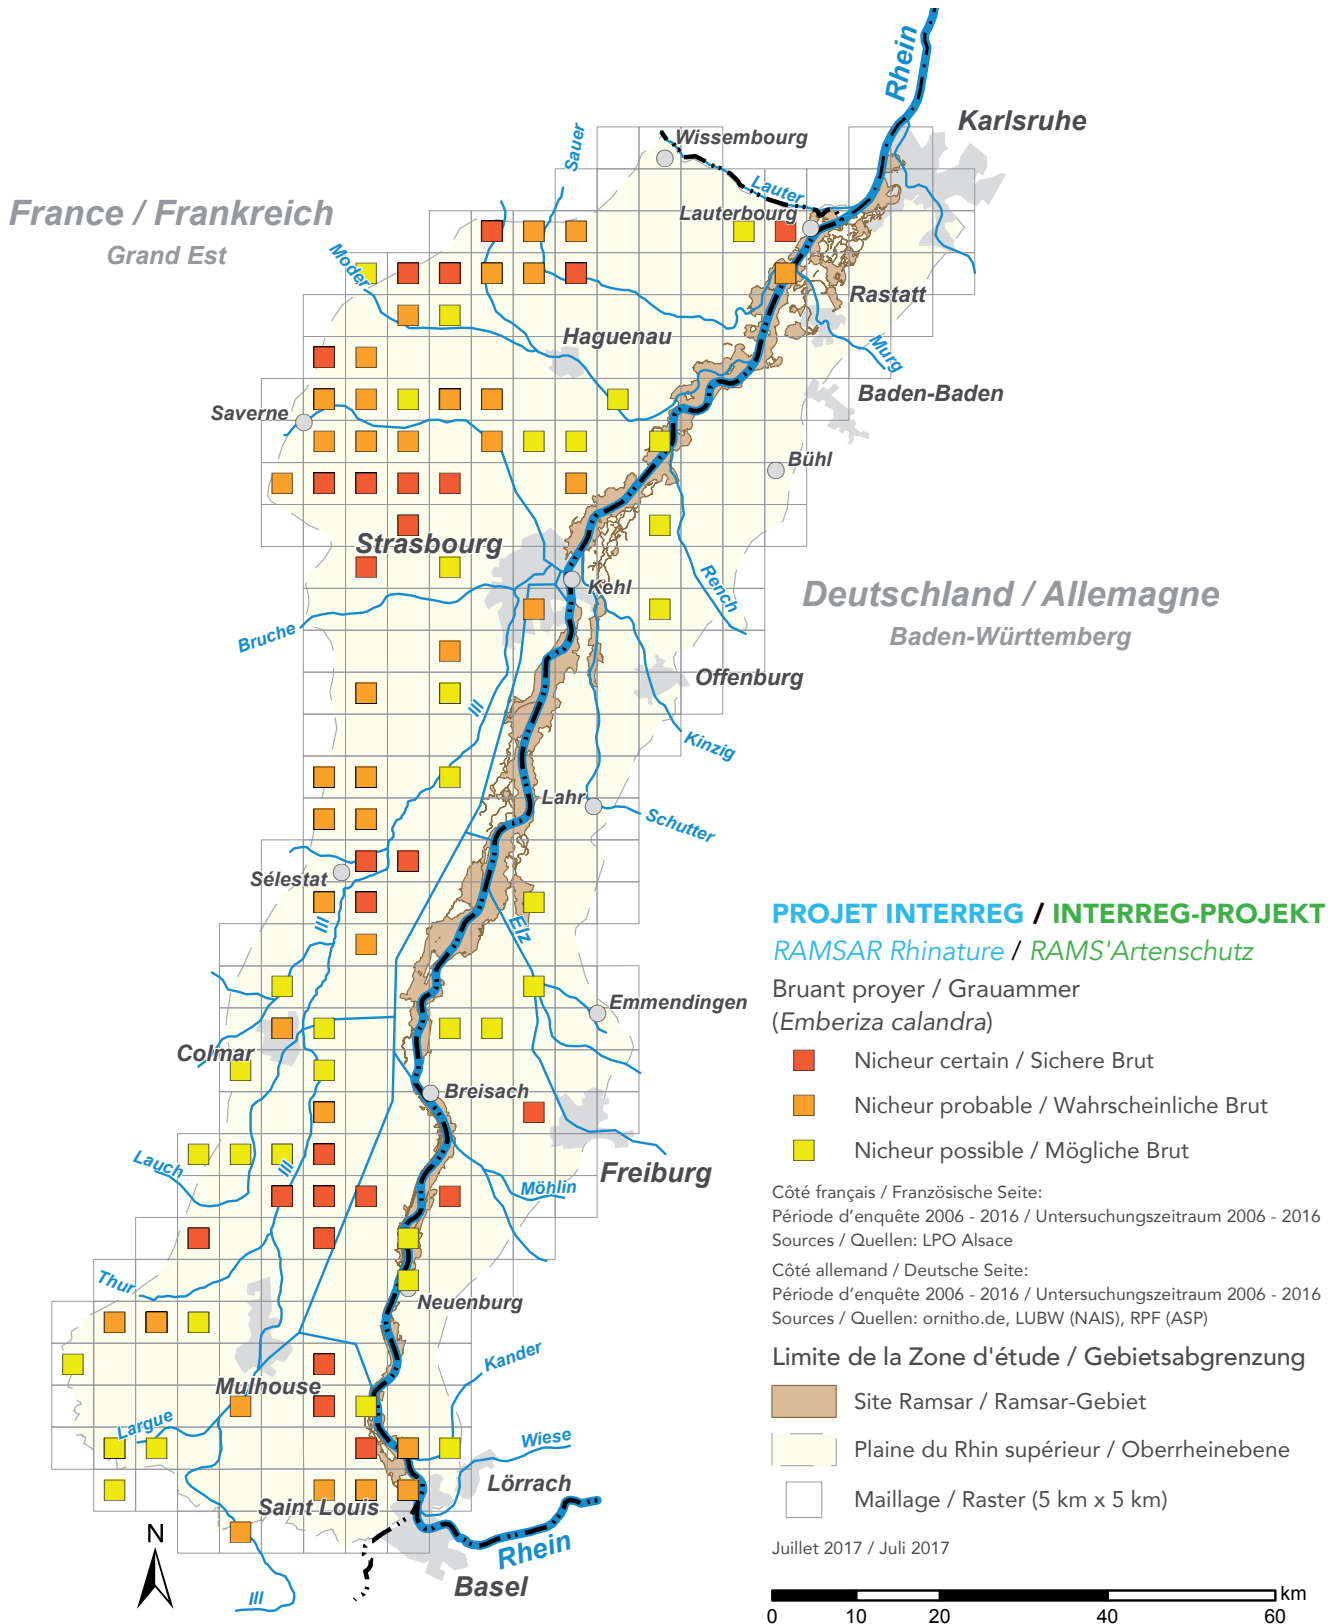 Rhein
Karlsruhe
Wissembourg
Sauer
Lauter
Lauterbourg
France / Frankreich
Grand Est
Moder
Rastatt
Haguenau
Murg
Baden-Baden
Saverne
Bühl
Strasbourg
Kehl
Rench
Deutschland / Allemagne
Baden-Württemberg
Bruche
Offenburg
Ill
Kinzig
Lahr
Schutter
Sélestat
Ill
Elz
Emmendingen
Colmar
Breisach
Lauch
Ill
Freiburg
Möhlin
Thur
Neuenburg
Kander
Mulhouse
Largue
Wiese
Lörrach
Saint Louis
Rhein
Basel
Ill
N
PROJET INTERREG / INTERREG-PROJEKT
RAMSAR Rhinature / RAMS'Artenschutz
Bruant proyer / Grauammer
(Emberiza calandra)
Nicheur certain / Sichere Brut
Nicheur probable / Wahrscheinliche Brut
Nicheur possible / Mögliche Brut
Côté français / Französische Seite:
Période d'enquête 2006 - 2016 / Untersuchungszeitraum 2006 - 2016
Sources / Quellen: LPO Alsace
Côté allemand / Deutsche Seite:
Période d'enquête 2006 - 2016 / Untersuchungszeitraum 2006 - 2016
Sources / Quellen: ornitho.de, LUBW (NAIS), RPF (ASP)
Limite de la Zone d'étude / Gebietsabgrenzung
Site Ramsar / Ramsar-Gebiet
Plaine du Rhin supérieur / Oberrheinebene
Maillage / Raster (5 km x 5 km)
Juillet 2017 / Juli 2017
km
0 10 20 40 60